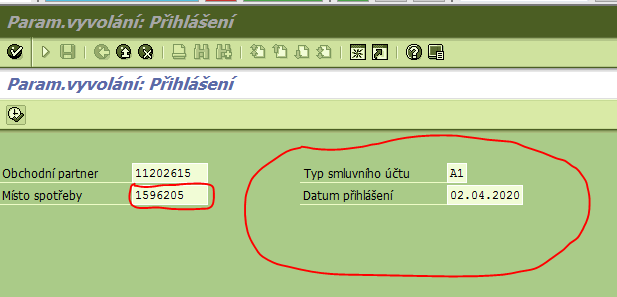 Param.vyvolání: Přihlášení
Param.vyvolání: Přihlášení
Obchodní partner 11202615 Typ smluvního účtu A1
Místo spotřeby 1596205 Datum přihlášení 02.04.2020